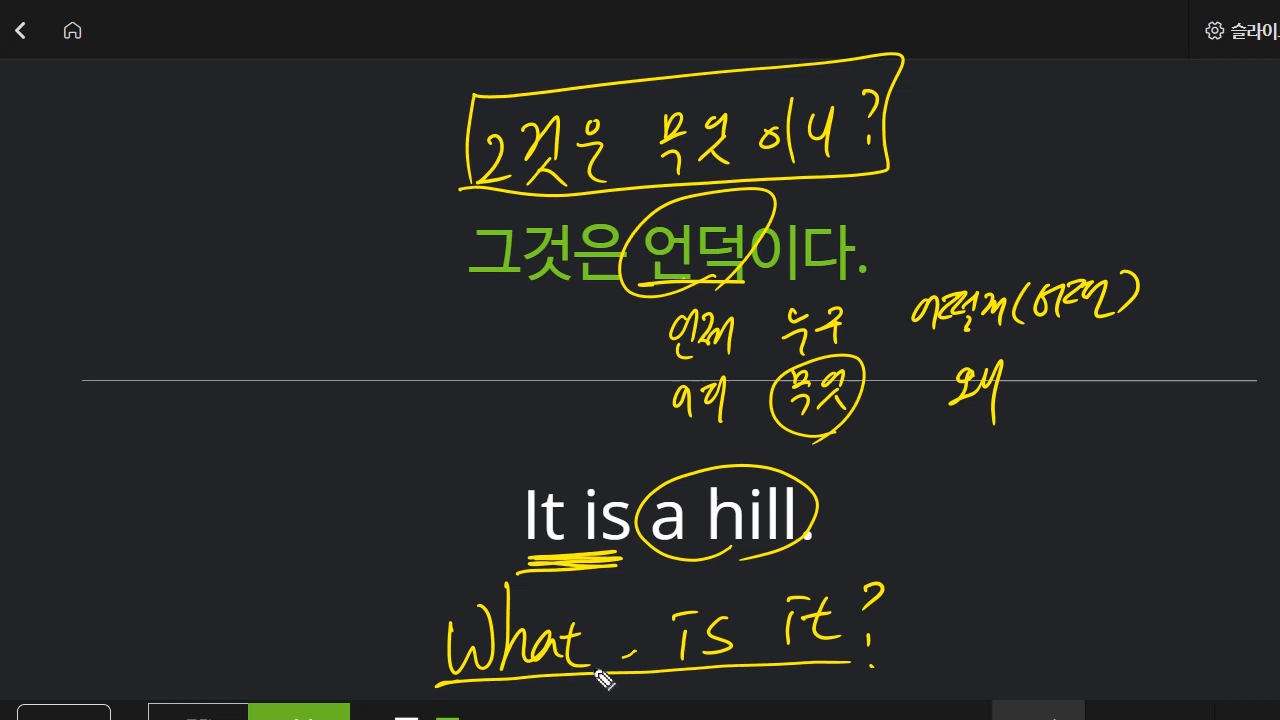 슬라이
그것은 무엇이니?
그것은 언덕이다.
언제 누구 어떻게(어떤)
어디 무엇 왜
It is a hill.
What is it?